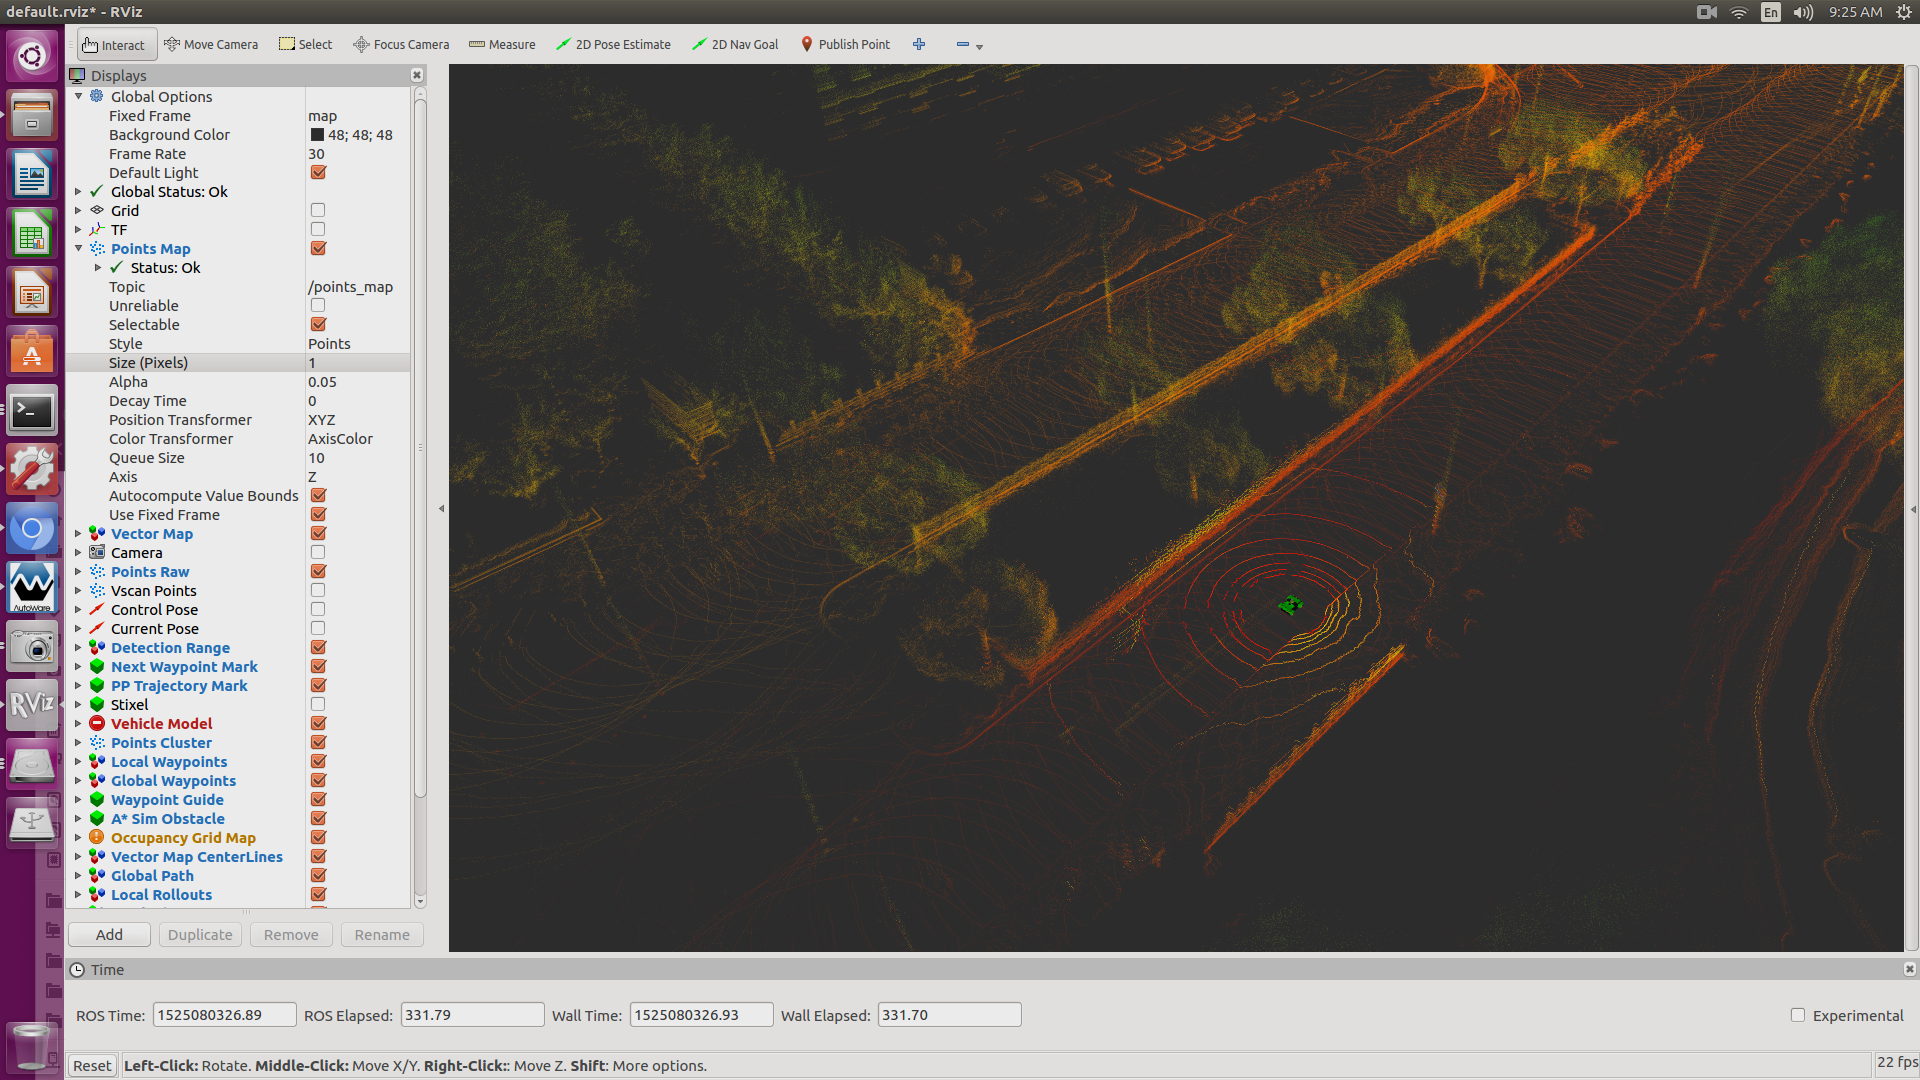 default.rviz* - RViz
En
9:25 AM
Interact
Move Camera
Select
Focus Camera
Measure
2D Pose Estimate
2D Nav Goal
Publish Point
Displays
Global Options
Fixed Frame map
Background Color 48; 48; 48
Frame Rate 30
Default Light
Global Status: Ok
Grid
TF
Points Map
Status: Ok
Topic /points_map
Unreliable
Selectable
Style Points
Size (Pixels) 1
Alpha 0.05
Decay Time 0
Position Transformer XYZ
Color Transformer AxisColor
Queue Size 10
Axis Z
Autocompute Value Bounds
Use Fixed Frame
Vector Map
Camera
Points Raw
Vscan Points
Control Pose
Current Pose
Detection Range
Next Waypoint Mark
PP Trajectory Mark
Stixel
Vehicle Model
Points Cluster
Local Waypoints
Global Waypoints
Waypoint Guide
A* Sim Obstacle
Occupancy Grid Map
Vector Map CenterLines
Global Path
Local Rollouts
AutoWare
RViz
Add
Duplicate
Remove
Rename
Time
ROS Time: 1525080326.89
ROS Elapsed: 331.79
Wall Time: 1525080326.93
Wall Elapsed: 331.70
Experimental
Reset
Left-Click: Rotate. Middle-Click: Move X/Y. Right-Click:: Move Z. Shift: More options.
22 fps